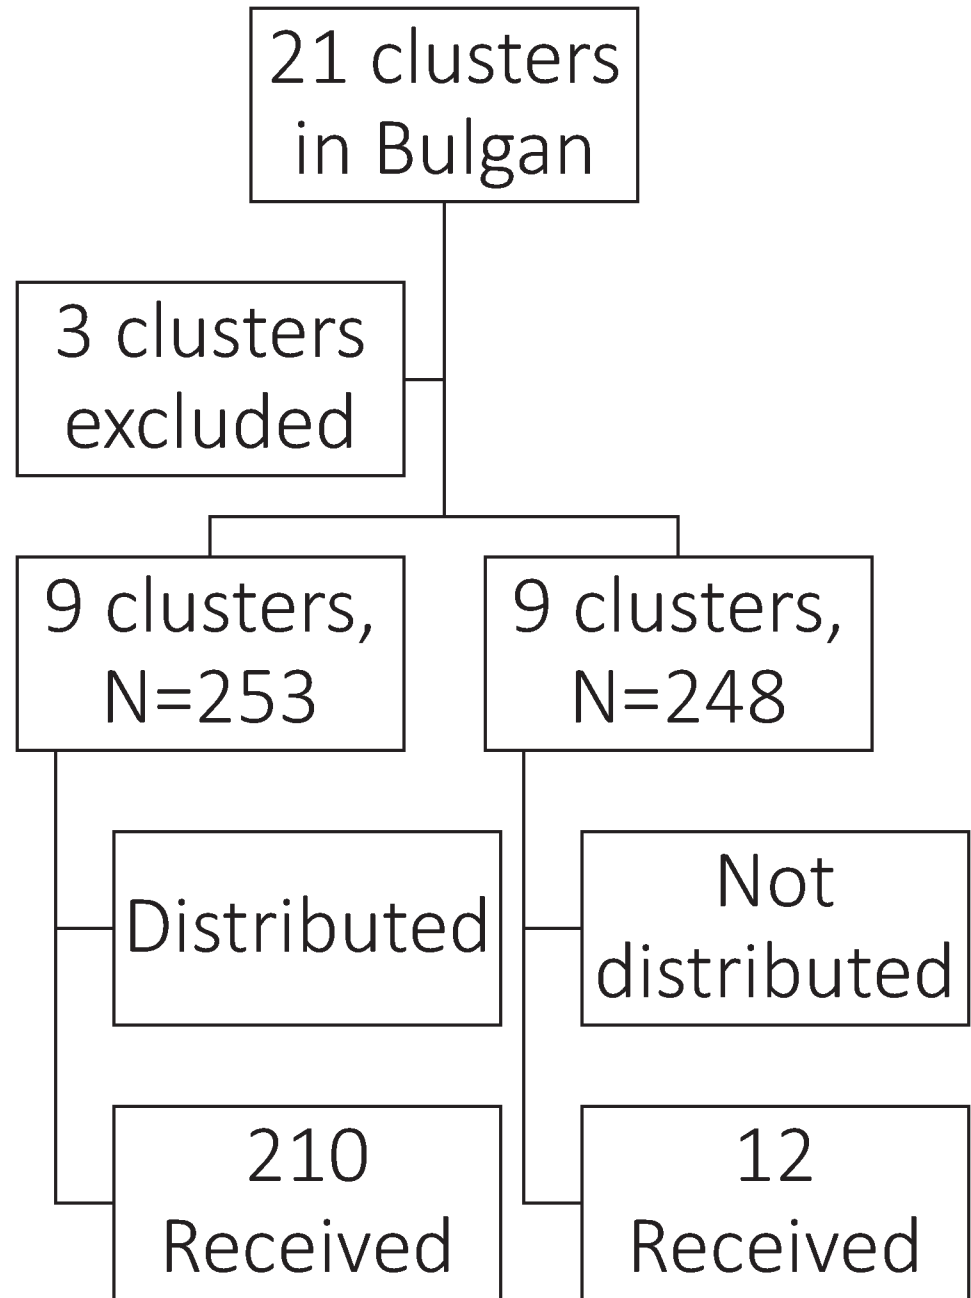 21 clusters
in Bulgan
3 clusters
excluded
9 clusters,
N=253
9 clusters,
N=248
Distributed
Not
distributed
210
Received
12
Received